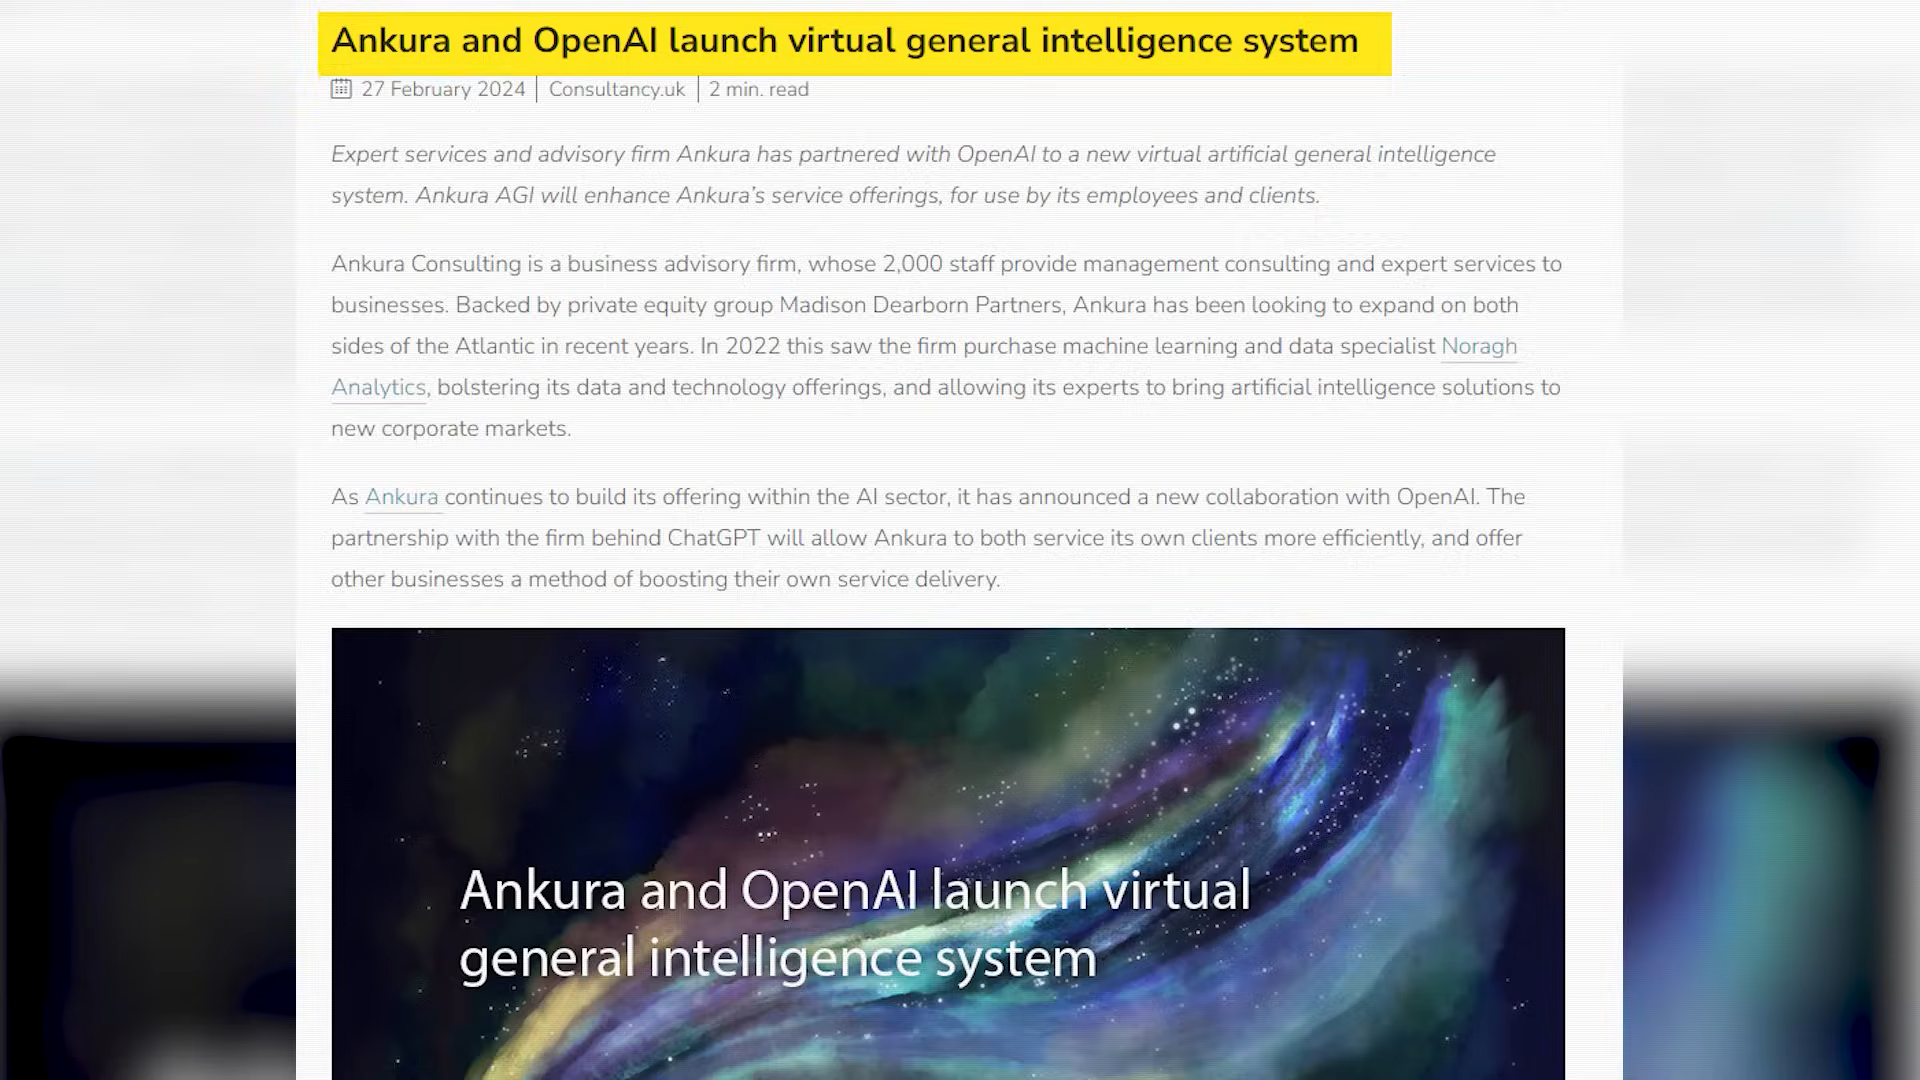 Ankura and OpenAI launch virtual general intelligence system
27 February 2024 | Consultancy.uk | 2 min. read
Expert services and advisory firm Ankura has partnered with OpenAI to a new virtual artificial general intelligence
system. Ankura AGI will enhance Ankura’s service offerings, for use by its employees and clients.
Ankura Consulting is a business advisory firm, whose 2,000 staff provide management consulting and expert services to
businesses. Backed by private equity group Madison Dearborn Partners, Ankura has been looking to expand on both
sides of the Atlantic in recent years. In 2022 this saw the firm purchase machine learning and data specialist Noragh
Analytics, bolstering its data and technology offerings, and allowing its experts to bring artificial intelligence solutions to
new corporate markets.
As Ankura continues to build its offering within the AI sector, it has announced a new collaboration with OpenAI. The
partnership with the firm behind ChatGPT will allow Ankura to both service its own clients more efficiently, and offer
other businesses a method of boosting their own service delivery.
Ankura and OpenAI launch virtual
general intelligence system